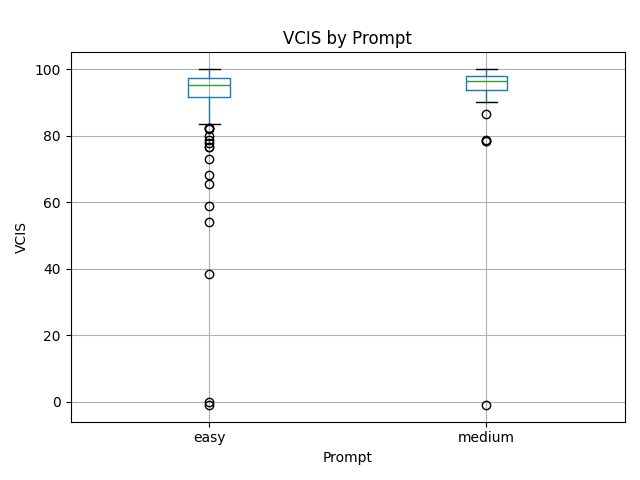 VCIS by Prompt
100
80
60
40
20
0
VCIS
easy
medium
Prompt